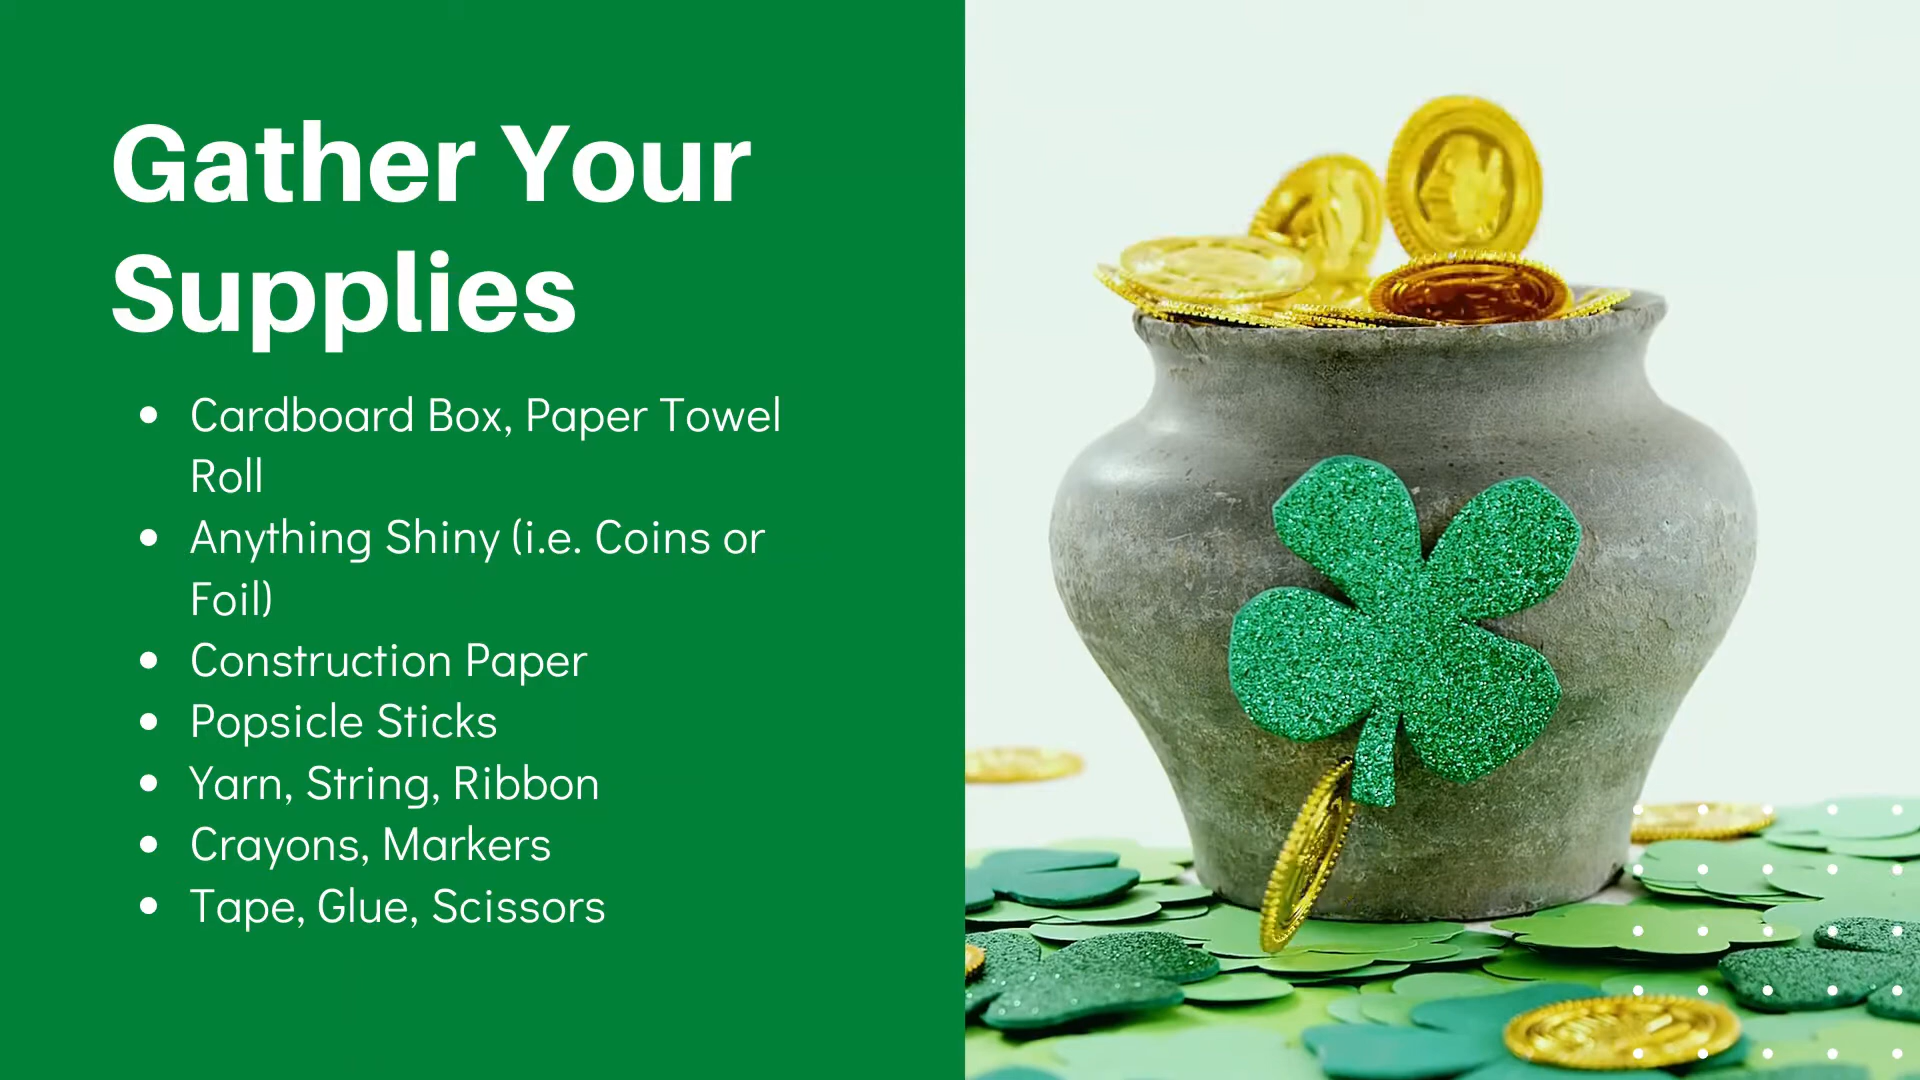 Gather Your
Supplies
• Cardboard Box, Paper Towel
Roll
• Anything Shiny (i.e. Coins or
Foil)
• Construction Paper
• Popsicle Sticks
• Yarn, String, Ribbon
• Crayons, Markers
• Tape, Glue, Scissors